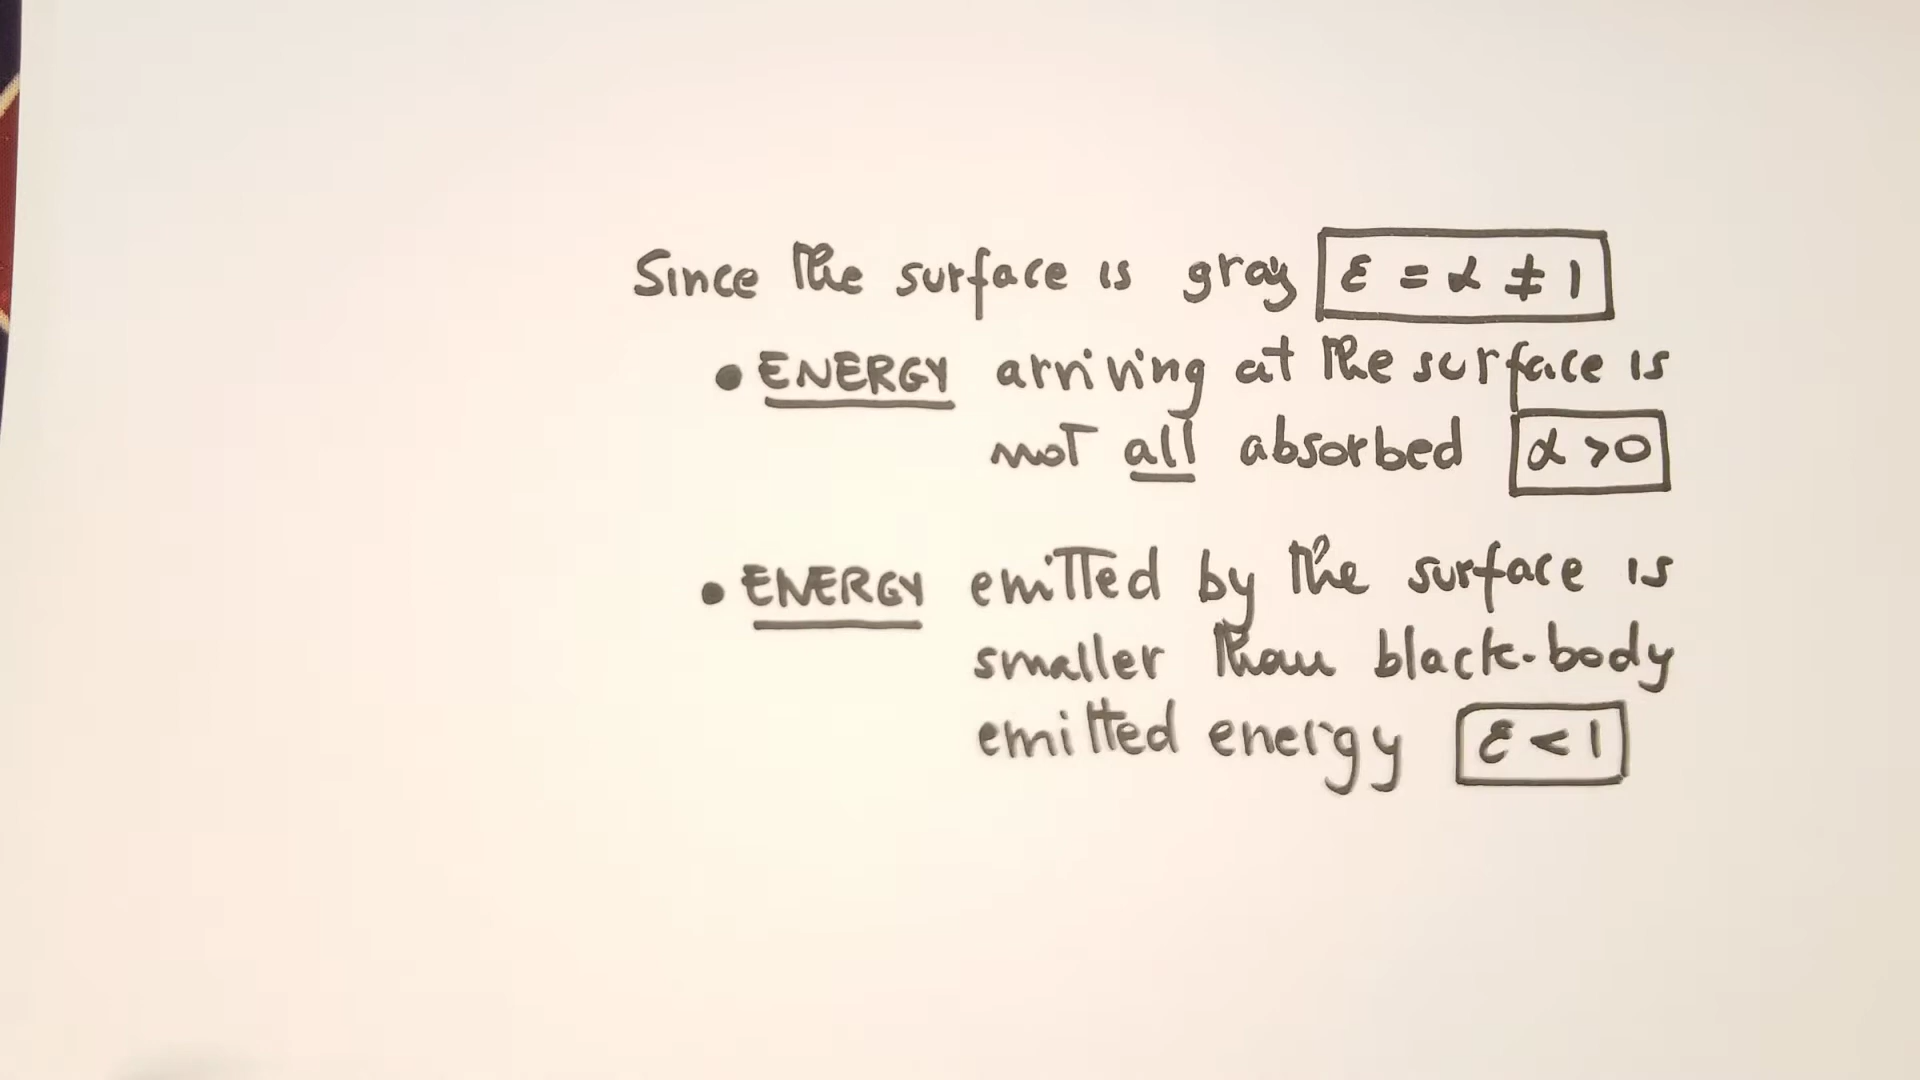 Since the surface is gray ε = α ≠ 1
• ENERGY arriving at the surface is
not all absorbed α > 0
• ENERGY emitted by the surface is
smaller than black-body
emitted energy ε < 1